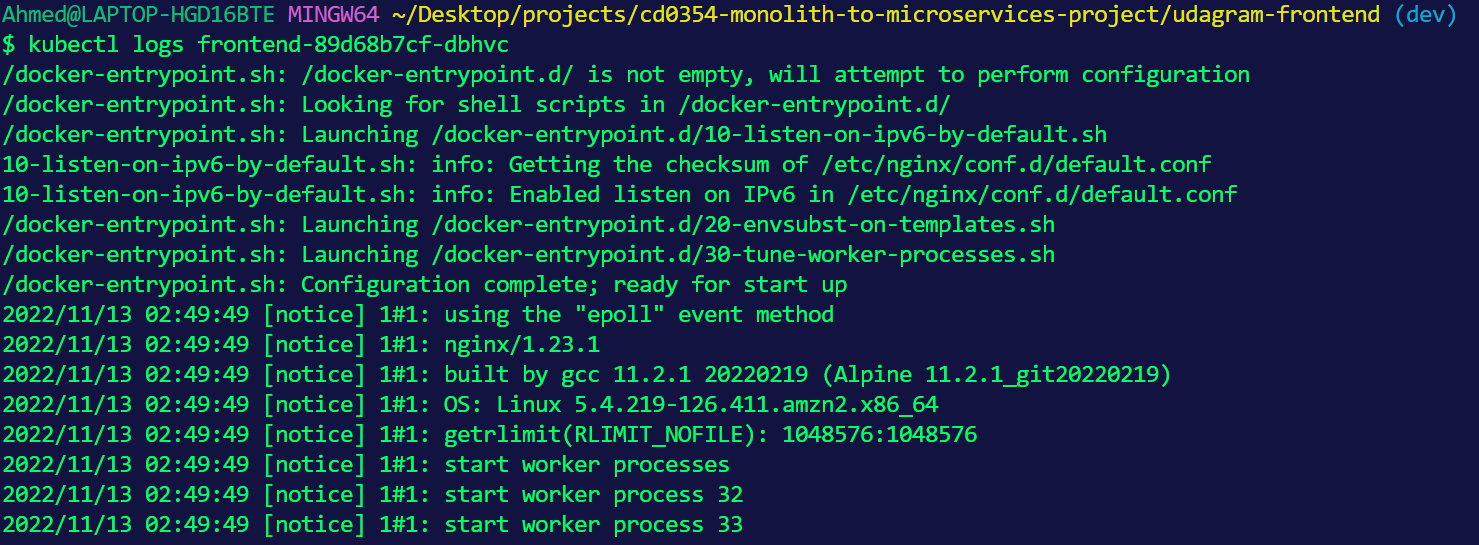 Ahmed@LAPTOP-HGD16BTE MINGW64 ~/Desktop/projects/cd0354-monolith-to-microservices-project/udagram-frontend (dev)
$ kubectl logs frontend-89d68b7cf-dbhvc
/docker-entrypoint.sh: /docker-entrypoint.d/ is not empty, will attempt to perform configuration
/docker-entrypoint.sh: Looking for shell scripts in /docker-entrypoint.d/
/docker-entrypoint.sh: Launching /docker-entrypoint.d/10-listen-on-ipv6-by-default.sh
10-listen-on-ipv6-by-default.sh: info: Getting the checksum of /etc/nginx/conf.d/default.conf
10-listen-on-ipv6-by-default.sh: info: Enabled listen on IPv6 in /etc/nginx/conf.d/default.conf
/docker-entrypoint.sh: Launching /docker-entrypoint.d/20-envsubst-on-templates.sh
/docker-entrypoint.sh: Launching /docker-entrypoint.d/30-tune-worker-processes.sh
/docker-entrypoint.sh: Configuration complete; ready for start up
2022/11/13 02:49:49 [notice] 1#1: using the "epoll" event method
2022/11/13 02:49:49 [notice] 1#1: nginx/1.23.1
2022/11/13 02:49:49 [notice] 1#1: built by gcc 11.2.1 20220219 (Alpine 11.2.1_git20220219)
2022/11/13 02:49:49 [notice] 1#1: OS: Linux 5.4.219-126.411.amzn2.x86_64
2022/11/13 02:49:49 [notice] 1#1: getrlimit(RLIMIT_NOFILE): 1048576:1048576
2022/11/13 02:49:49 [notice] 1#1: start worker processes
2022/11/13 02:49:49 [notice] 1#1: start worker process 32
2022/11/13 02:49:49 [notice] 1#1: start worker process 33